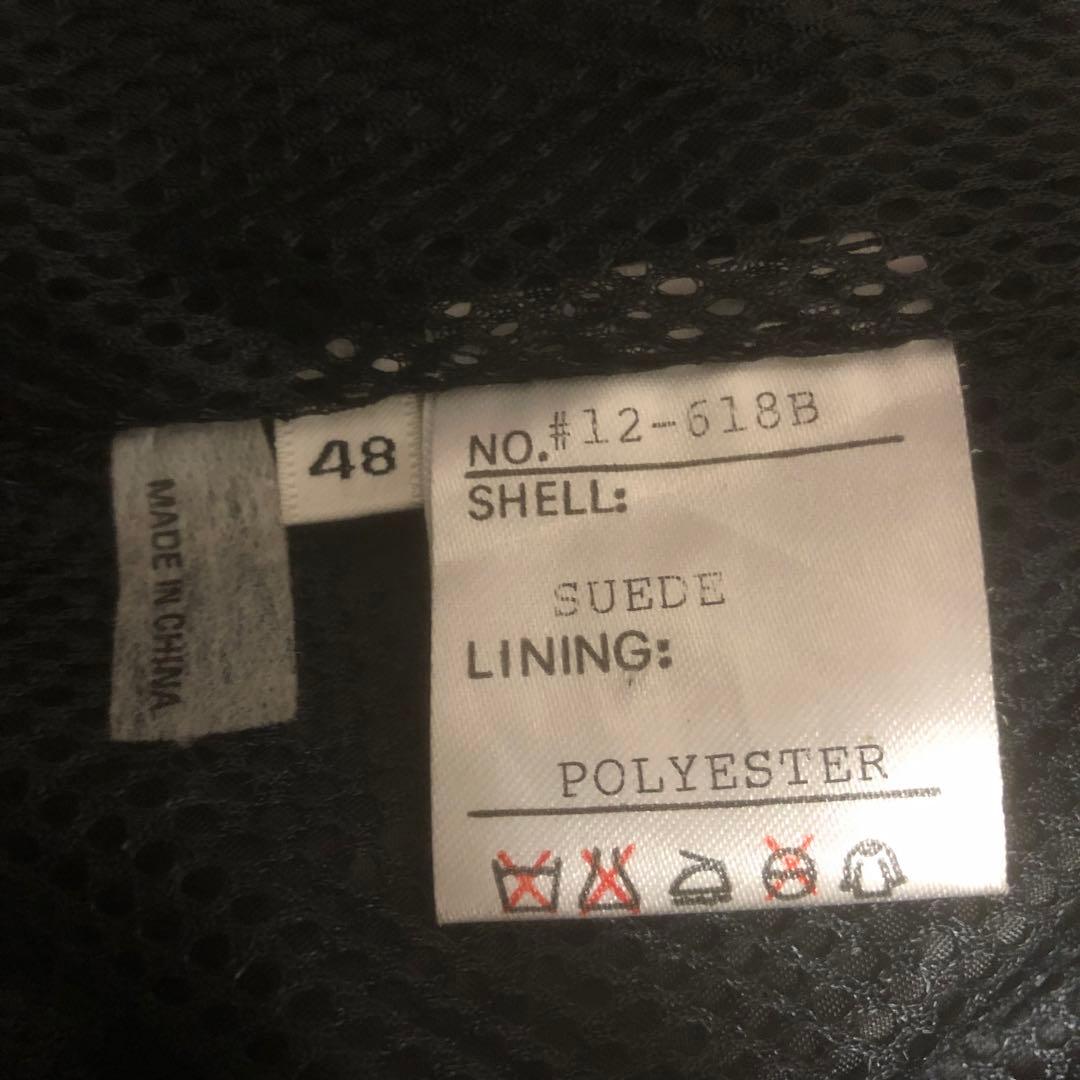 MADE IN CHINA
48
NO.#12-618B
SHELL:
SUEDE
LINING:
POLYESTER